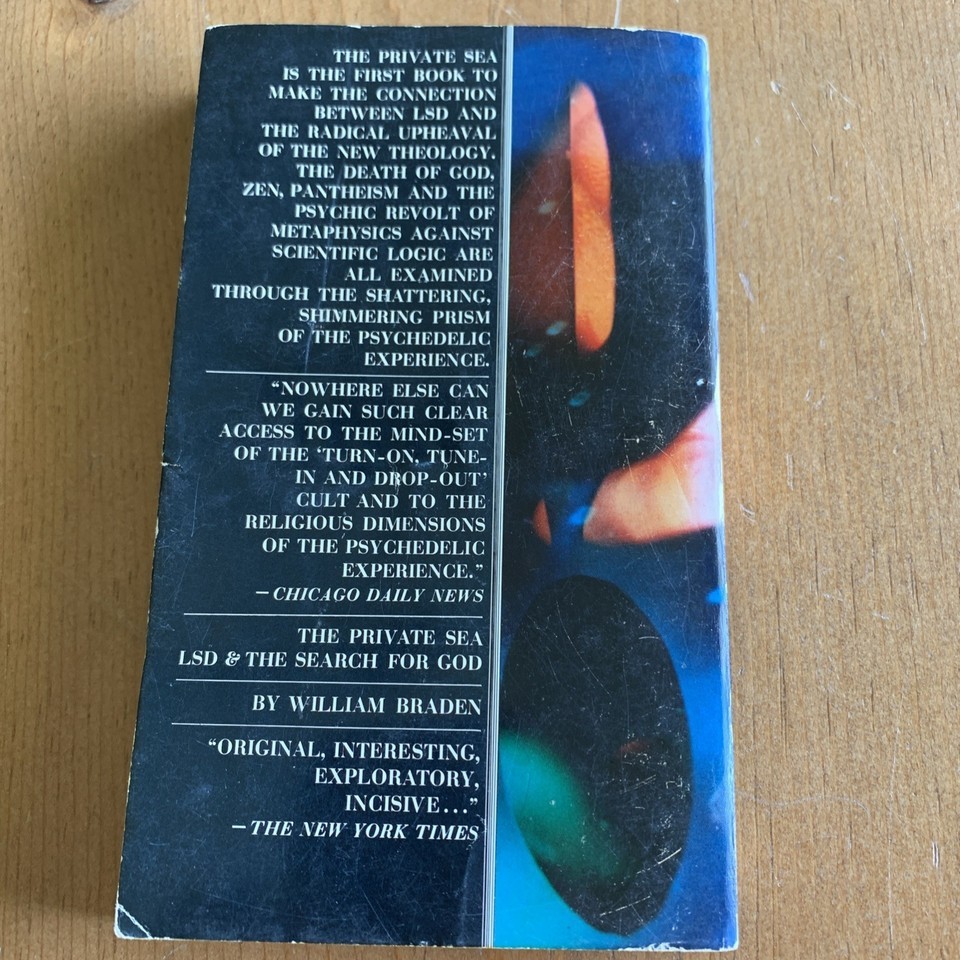 THE PRIVATE SEA
IS THE FIRST BOOK TO
MAKE THE CONNECTION
BETWEEN LSD AND
THE RADICAL UPHEAVAL
OF THE NEW THEOLOGY.
THE DEATH OF GOD,
ZEN, PANTHEISM AND THE
PSYCHIC REVOLT OF
METAPHYSICS AGAINST
SCIENTIFIC LOGIC ARE
ALL EXAMINED
THROUGH THE SHATTERING,
SHIMMERING PRISM
OF THE PSYCHEDELIC
EXPERIENCE.
“NOWHERE ELSE CAN
WE GAIN SUCH CLEAR
ACCESS TO THE MIND-SET
OF THE ‘TURN-ON, TUNE-
IN AND DROP-OUT’
CULT AND TO THE
RELIGIOUS DIMENSIONS
OF THE PSYCHEDELIC
EXPERIENCE.”
—CHICAGO DAILY NEWS
THE PRIVATE SEA
LSD & THE SEARCH FOR GOD
BY WILLIAM BRADEN
“ORIGINAL, INTERESTING,
EXPLORATORY,
INCISIVE...”
—THE NEW YORK TIMES